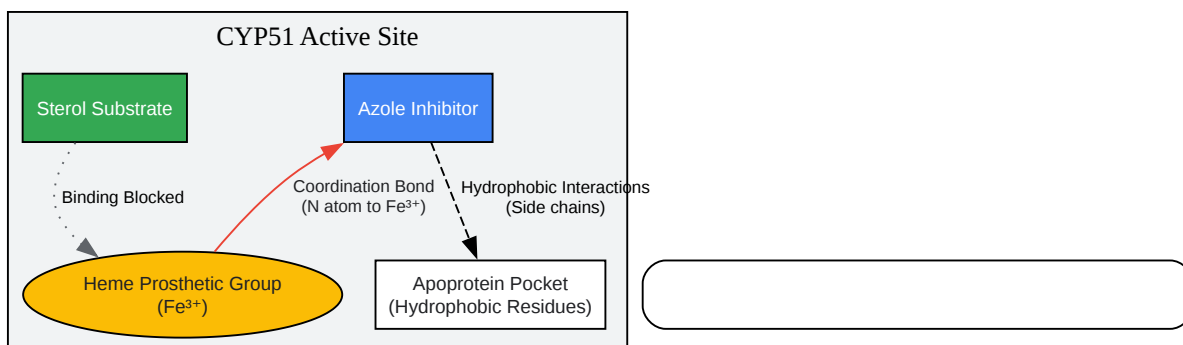 CYP51 Active Site
Sterol Substrate
Azole Inhibitor
Binding Blocked
Coordination Bond
(N atom to Fe³⁺)
Hydrophobic Interactions
(Side chains)
Heme Prosthetic Group
(Fe³⁺)
Apoprotein Pocket
(Hydrophobic Residues)